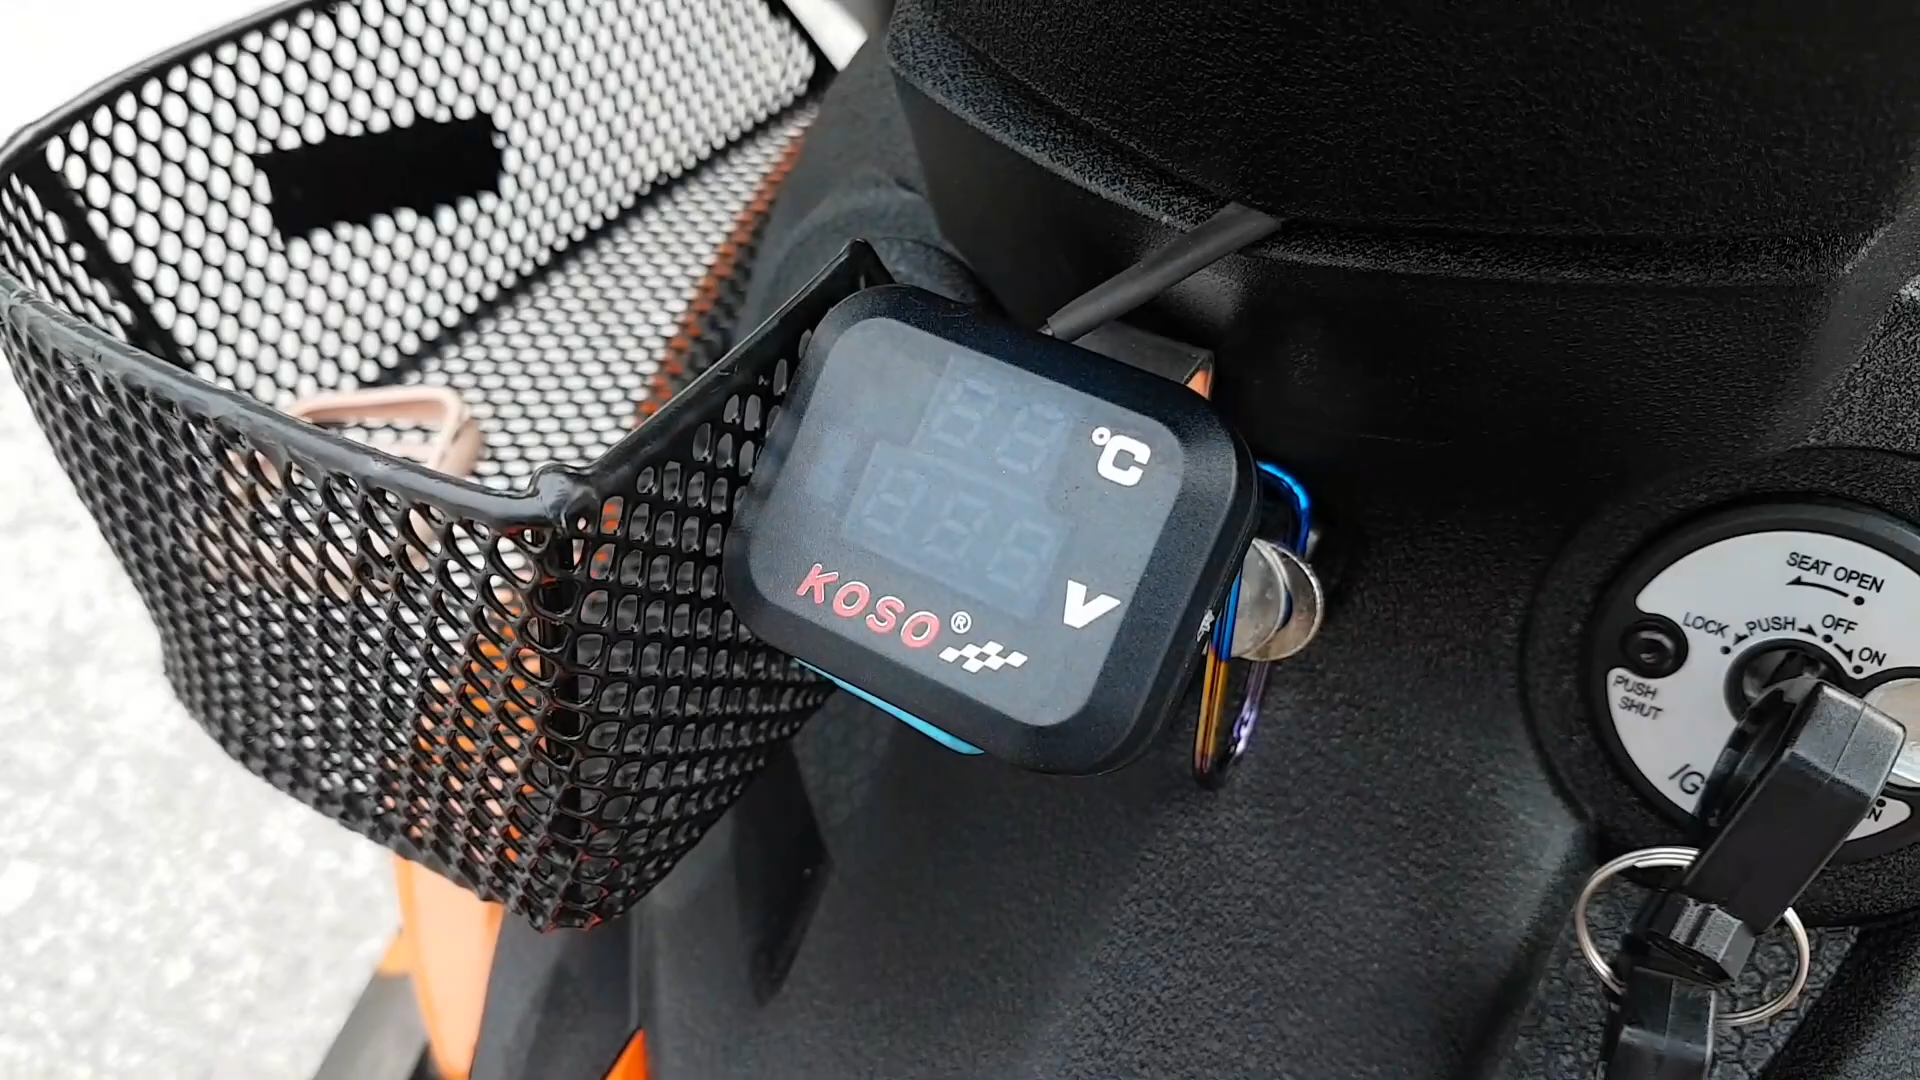 °C
V
KOSO®
SEAT OPEN
LOCK PUSH OFF
ON
PUSH
SHUT